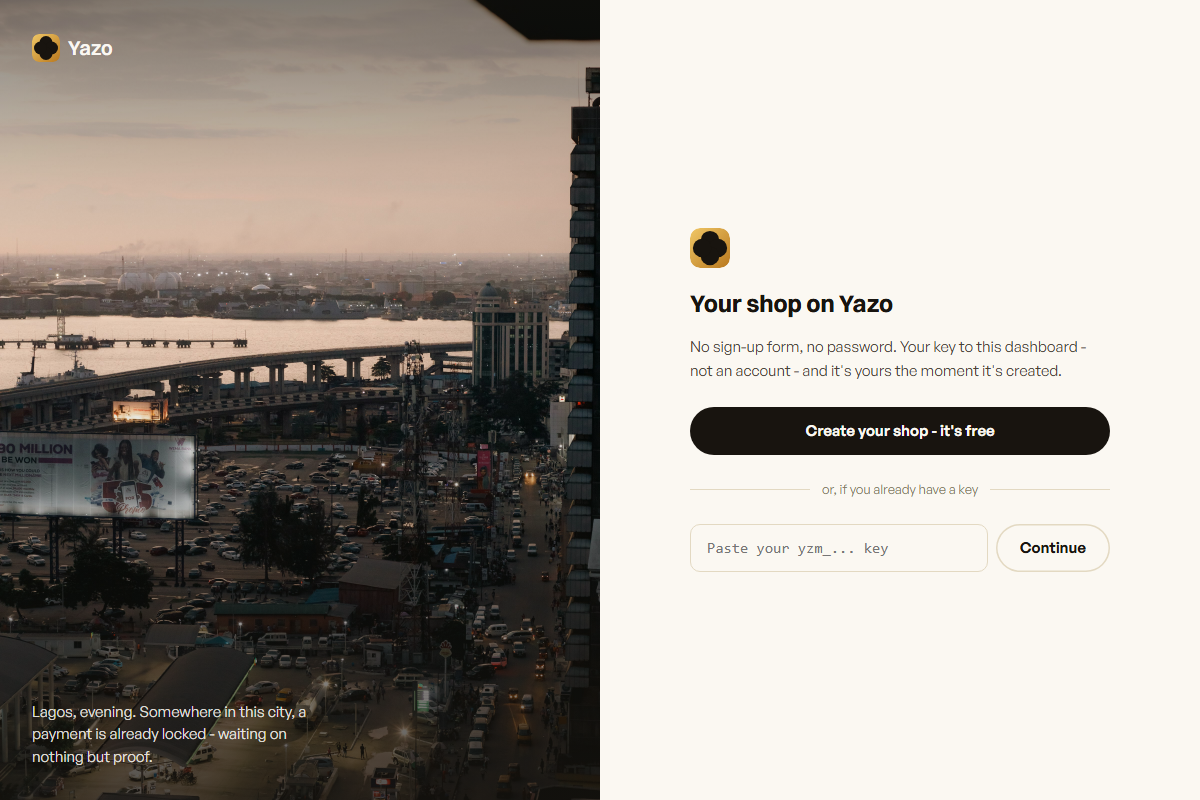 Yazo
30 MILLION
BE WON
Lagos, evening. Somewhere in this city, a
payment is already locked - waiting on
nothing but proof.
Your shop on Yazo
No sign-up form, no password. Your key to this dashboard -
not an account - and it's yours the moment it's created.
Create your shop - it's free
or, if you already have a key
Paste your yzm_... key
Continue